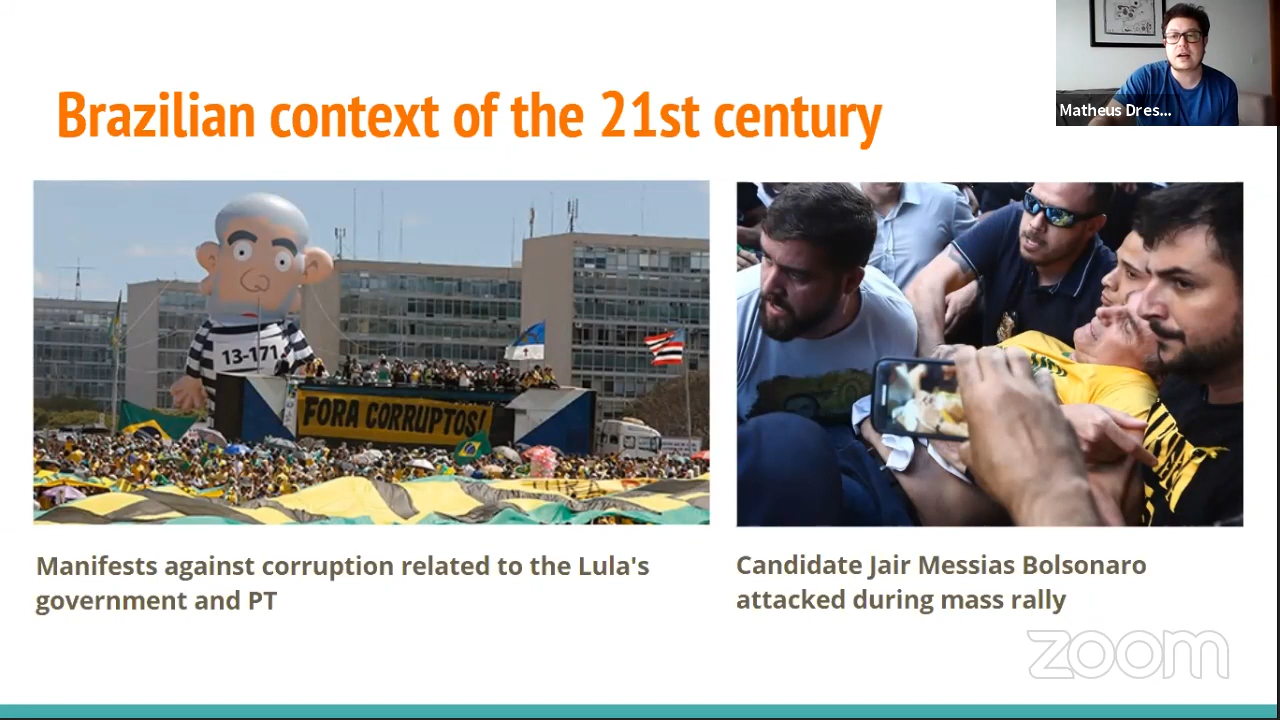 Brazilian context of the 21st century
Matheus Dres...
13-171
FORA CORRUPTOS!
Manifests against corruption related to the Lula's
government and PT
Candidate Jair Messias Bolsonaro
attacked during mass rally
zoom